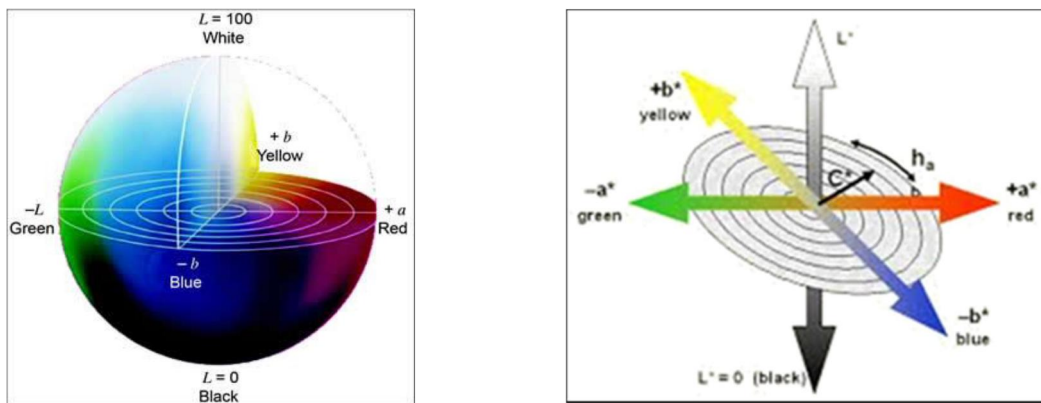 L = 100
White
+ b
Yellow
–L
Green
+ a
Red
– b
Blue
L = 0
Black
L*
+b*
yellow
h
C*
–a*
green
+a*
red
–b*
blue
L* = 0 (black)